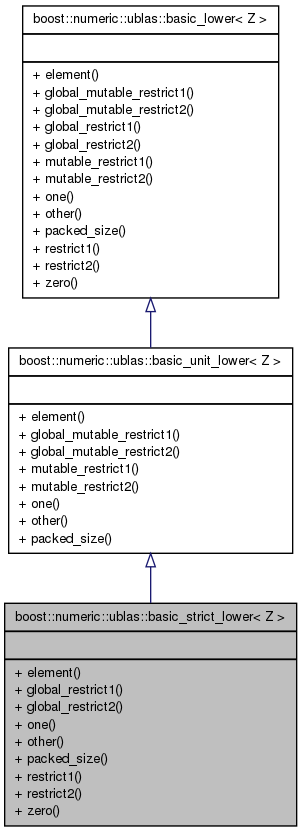 boost::numeric::ublas::basic_lower< Z >
+ element()
+ global_mutable_restrict1()
+ global_mutable_restrict2()
+ global_restrict1()
+ global_restrict2()
+ mutable_restrict1()
+ mutable_restrict2()
+ one()
+ other()
+ packed_size()
+ restrict1()
+ restrict2()
+ zero()
boost::numeric::ublas::basic_unit_lower< Z >
+ element()
+ global_mutable_restrict1()
+ global_mutable_restrict2()
+ mutable_restrict1()
+ mutable_restrict2()
+ one()
+ other()
+ packed_size()
boost::numeric::ublas::basic_strict_lower< Z >
+ element()
+ global_restrict1()
+ global_restrict2()
+ one()
+ other()
+ packed_size()
+ restrict1()
+ restrict2()
+ zero()